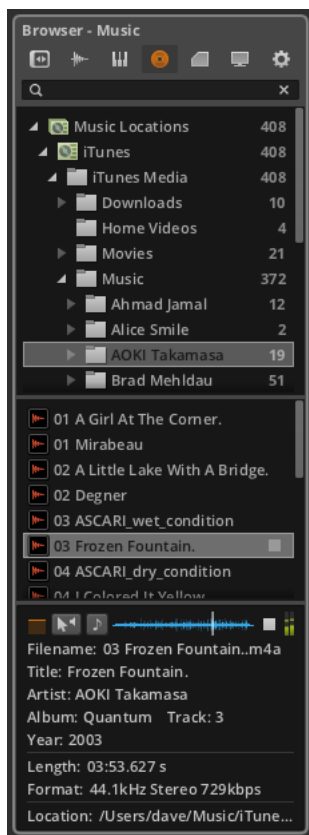 Browser - Music
Music Locations 408
iTunes 408
iTunes Media 408
Downloads 10
Home Videos 4
Movies 21
Music 372
Ahmad Jamal 12
Alice Smile 2
AOKI Takamasa 19
Brad Mehldau 51
01 A Girl At The Corner.
01 Mirabeau
02 A Little Lake With A Bridge.
02 Degner
03 ASCARI_wet_condition
03 Frozen Fountain.
04 ASCARI_dry_condition
04 I Colored It Yellow
Filename: 03 Frozen Fountain..m4a
Title: Frozen Fountain.
Artist: AOKI Takamasa
Album: Quantum Track: 3
Year: 2003
Length: 03:53.627 s
Format: 44.1kHz Stereo 729kbps
Location: /Users/dave/Music/iTune...